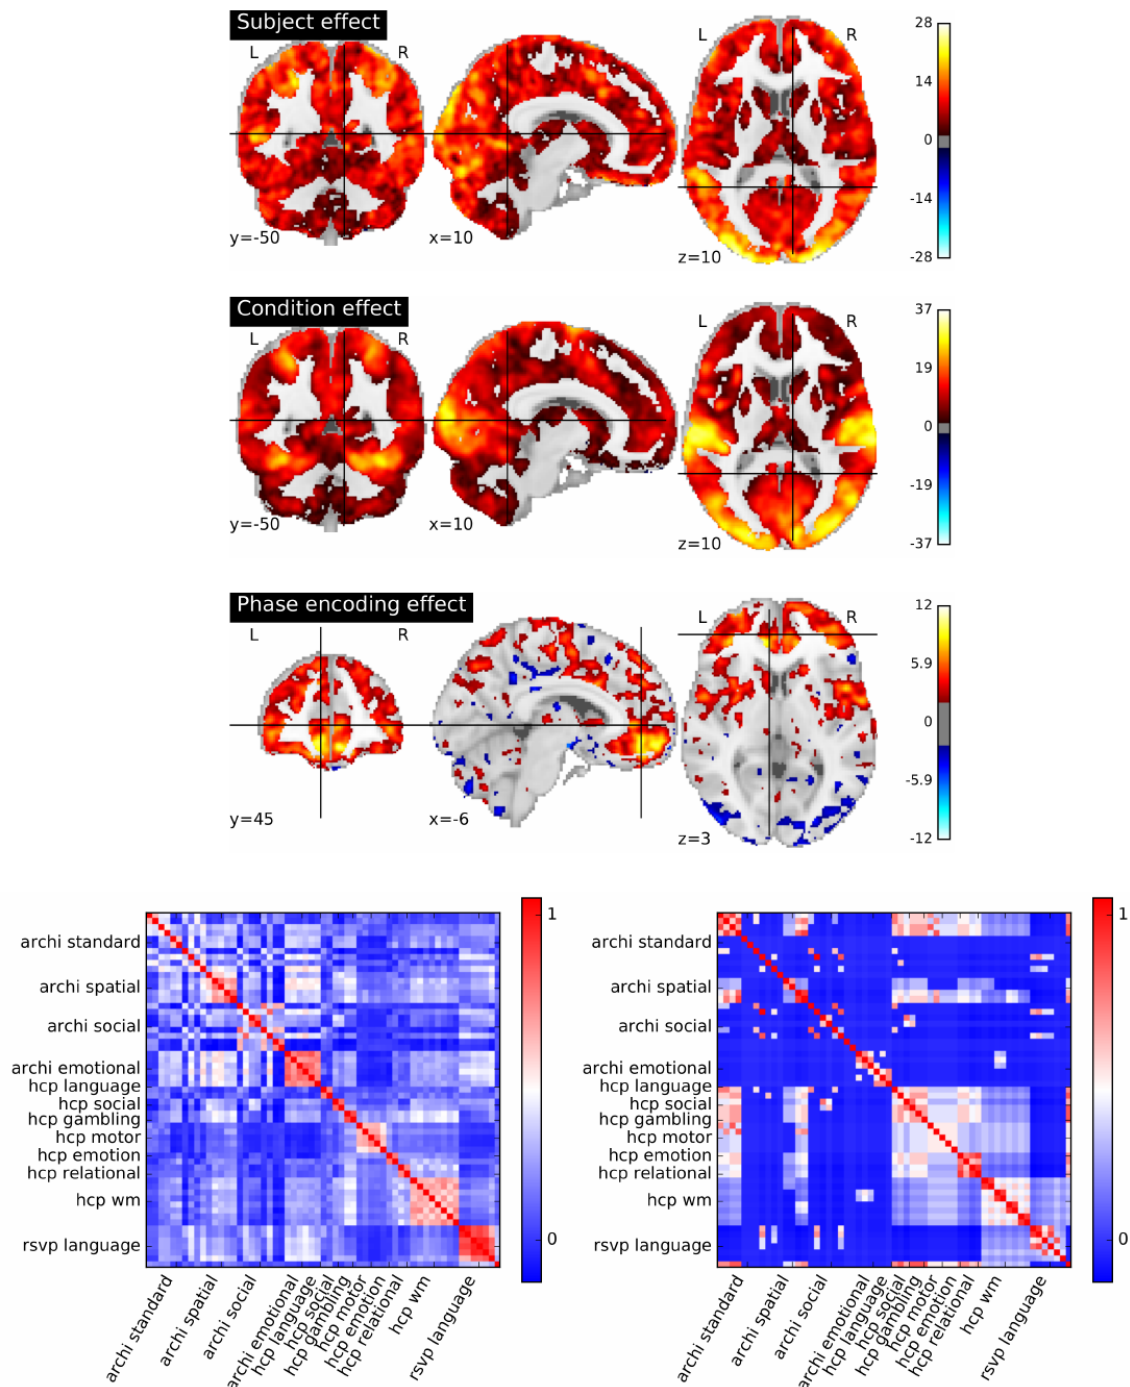 Subject effect
L R
28
14
0
-14
-28
y=-50 x=10 z=10
Condition effect
L R L R
37
19
0
-19
-37
y=-50 x=10 z=10
Phase encoding effect
L R L R
12
5.9
0
2
-5.9
-12
y=45 x=-6 z=3
archi standard
archi spatial
archi social
archi emotional
hcp language
hcp social
hcp gambling
hcp motor
hcp emotion
hcp relational
hcp wm
rsvp language
archi standard
archi spatial
archi social
archi emotional
hcp language
hcp social
hcp gambling
hcp motor
hcp emotion
hcp relational
hcp wm
rsvp language
1
0
archi standard
archi spatial
archi social
archi emotional
hcp language
hcp social
hcp gambling
hcp motor
hcp emotion
hcp relational
hcp wm
rsvp language
archi standard
archi spatial
archi social
archi emotional
hcp language
hcp social
hcp gambling
hcp motor
hcp emotion
hcp relational
hcp wm
rsvp language
1
0